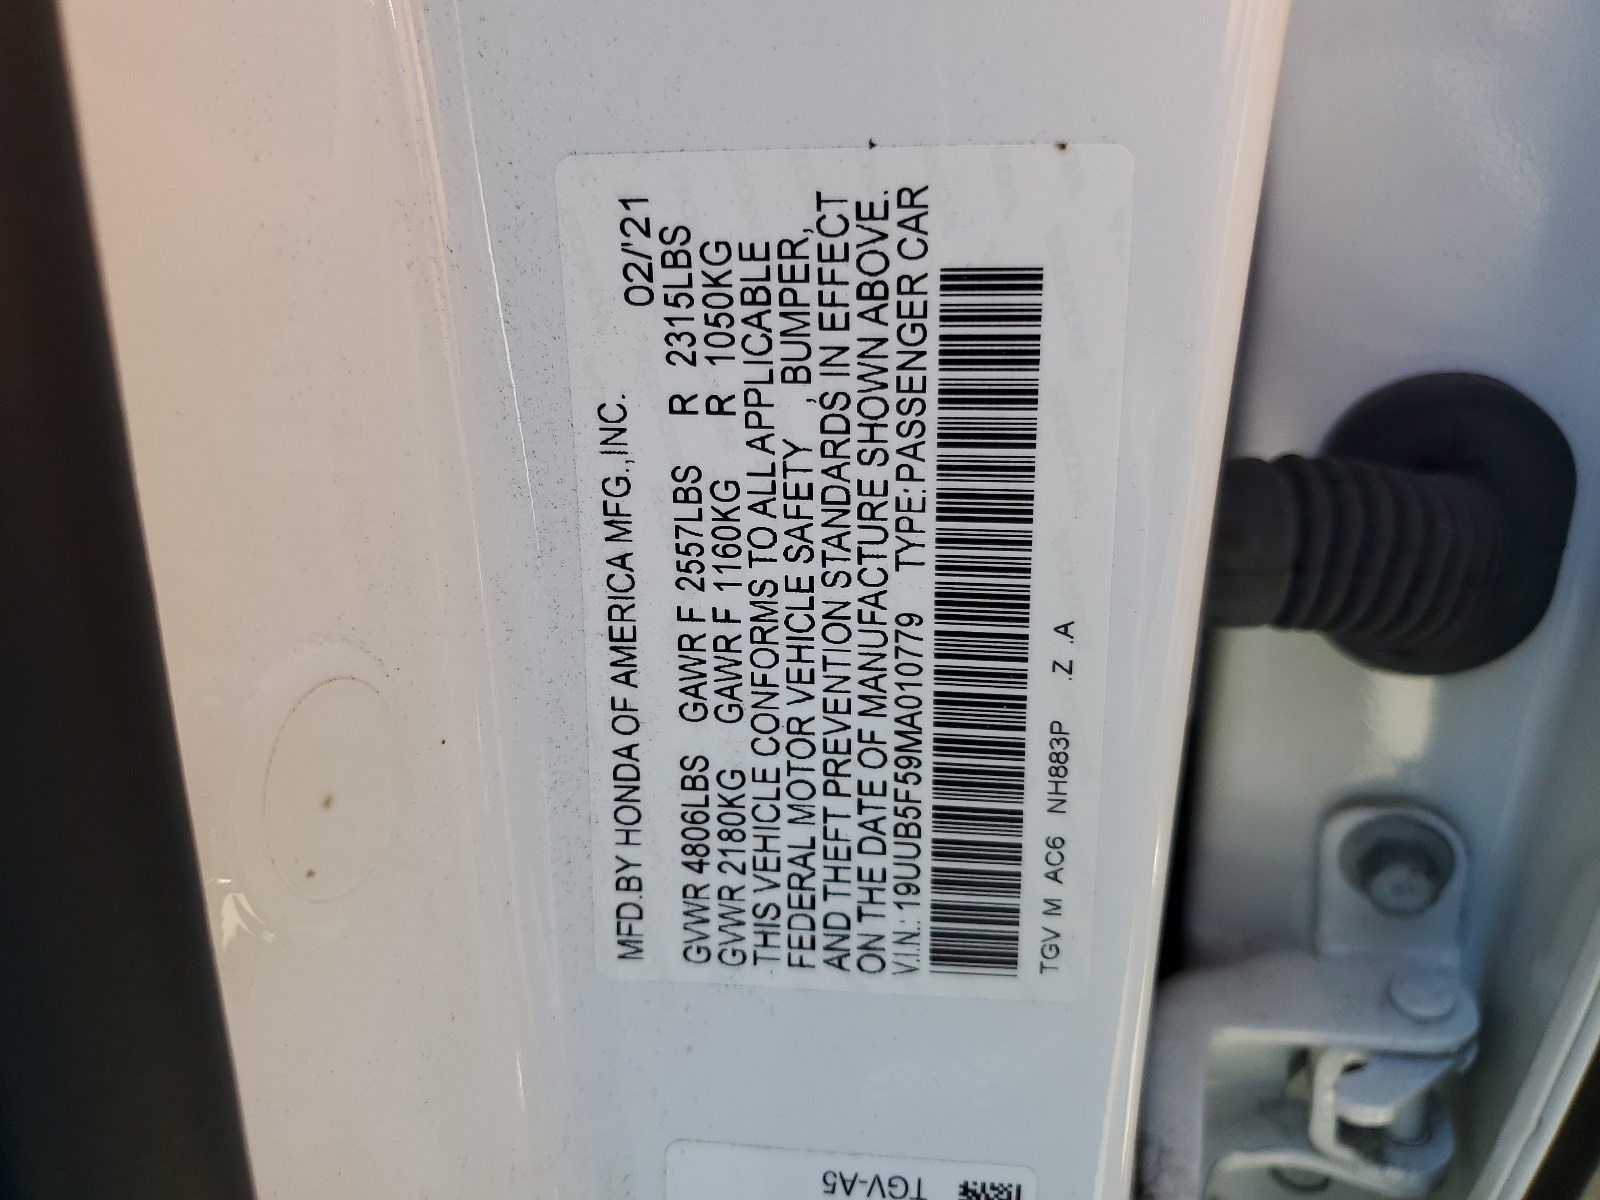 MFD.BY HONDA OF AMERICA MFG.,INC. 02/'21
GVWR 4806LBS GAWR F 2557LBS R 2315LBS
GVWR 2180KG GAWR F 1160KG R 1050KG
THIS VEHICLE CONFORMS TO ALL APPLICABLE
FEDERAL MOTOR VEHICLE SAFETY , BUMPER,
AND THEFT PREVENTION STANDARDS IN EFFECT
ON THE DATE OF MANUFACTURE SHOWN ABOVE.
V.I.N.: 19UUB5F59MA010779 TYPE:PASSENGER CAR
TGV M AC6 NH883P .Z .A
TGV-A5